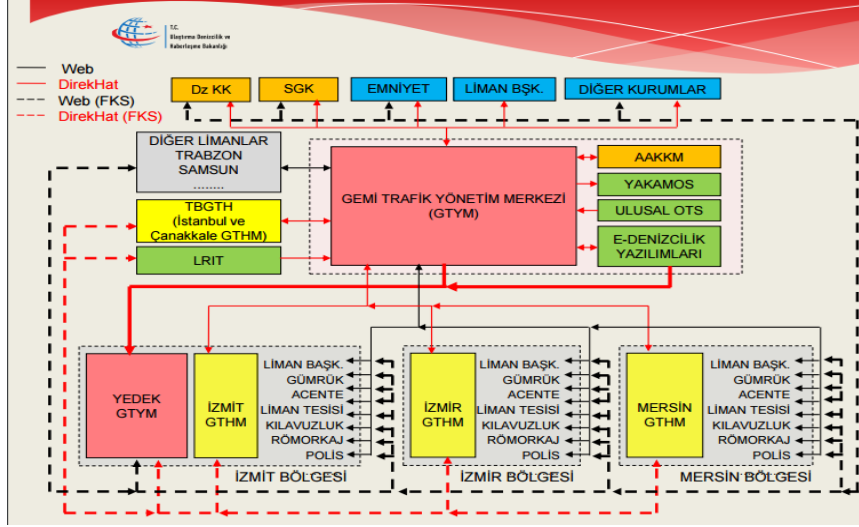 T.C.
Ulaştırma Denizcilik ve
Haberleşme Bakanlığı
Web
DirekHat
Web (FKS)
DirekHat (FKS)
Dz KK
SGK
EMNİYET
LİMAN BŞK.
DİĞER KURUMLAR
DİĞER LİMANLAR
TRABZON
SAMSUN
........
TBGTH
(İstanbul ve
Çanakkale GTHM)
LRIT
GEMİ TRAFİK YÖNETİM MERKEZİ
(GTYM)
AAKKM
YAKAMOS
ULUSAL OTS
E-DENİZCİLİK
YAZILIMLARI
YEDEK
GTYM
İZMİT
GTHM
LİMAN BAŞK.
GÜMRÜK
ACENTE
LİMAN TESİSİ
KILAVUZLUK
RÖMORKAJ
POLİS
İZMİT BÖLGESİ
İZMİR
GTHM
LİMAN BAŞK.
GÜMRÜK
ACENTE
LİMAN TESİSİ
KILAVUZLUK
RÖMORKAJ
POLİS
İZMİR BÖLGESİ
MERSİN
GTHM
LİMAN BAŞK.
GÜMRÜK
ACENTE
LİMAN TESİSİ
KILAVUZLUK
RÖMORKAJ
POLİS
MERSİN BÖLGESİ